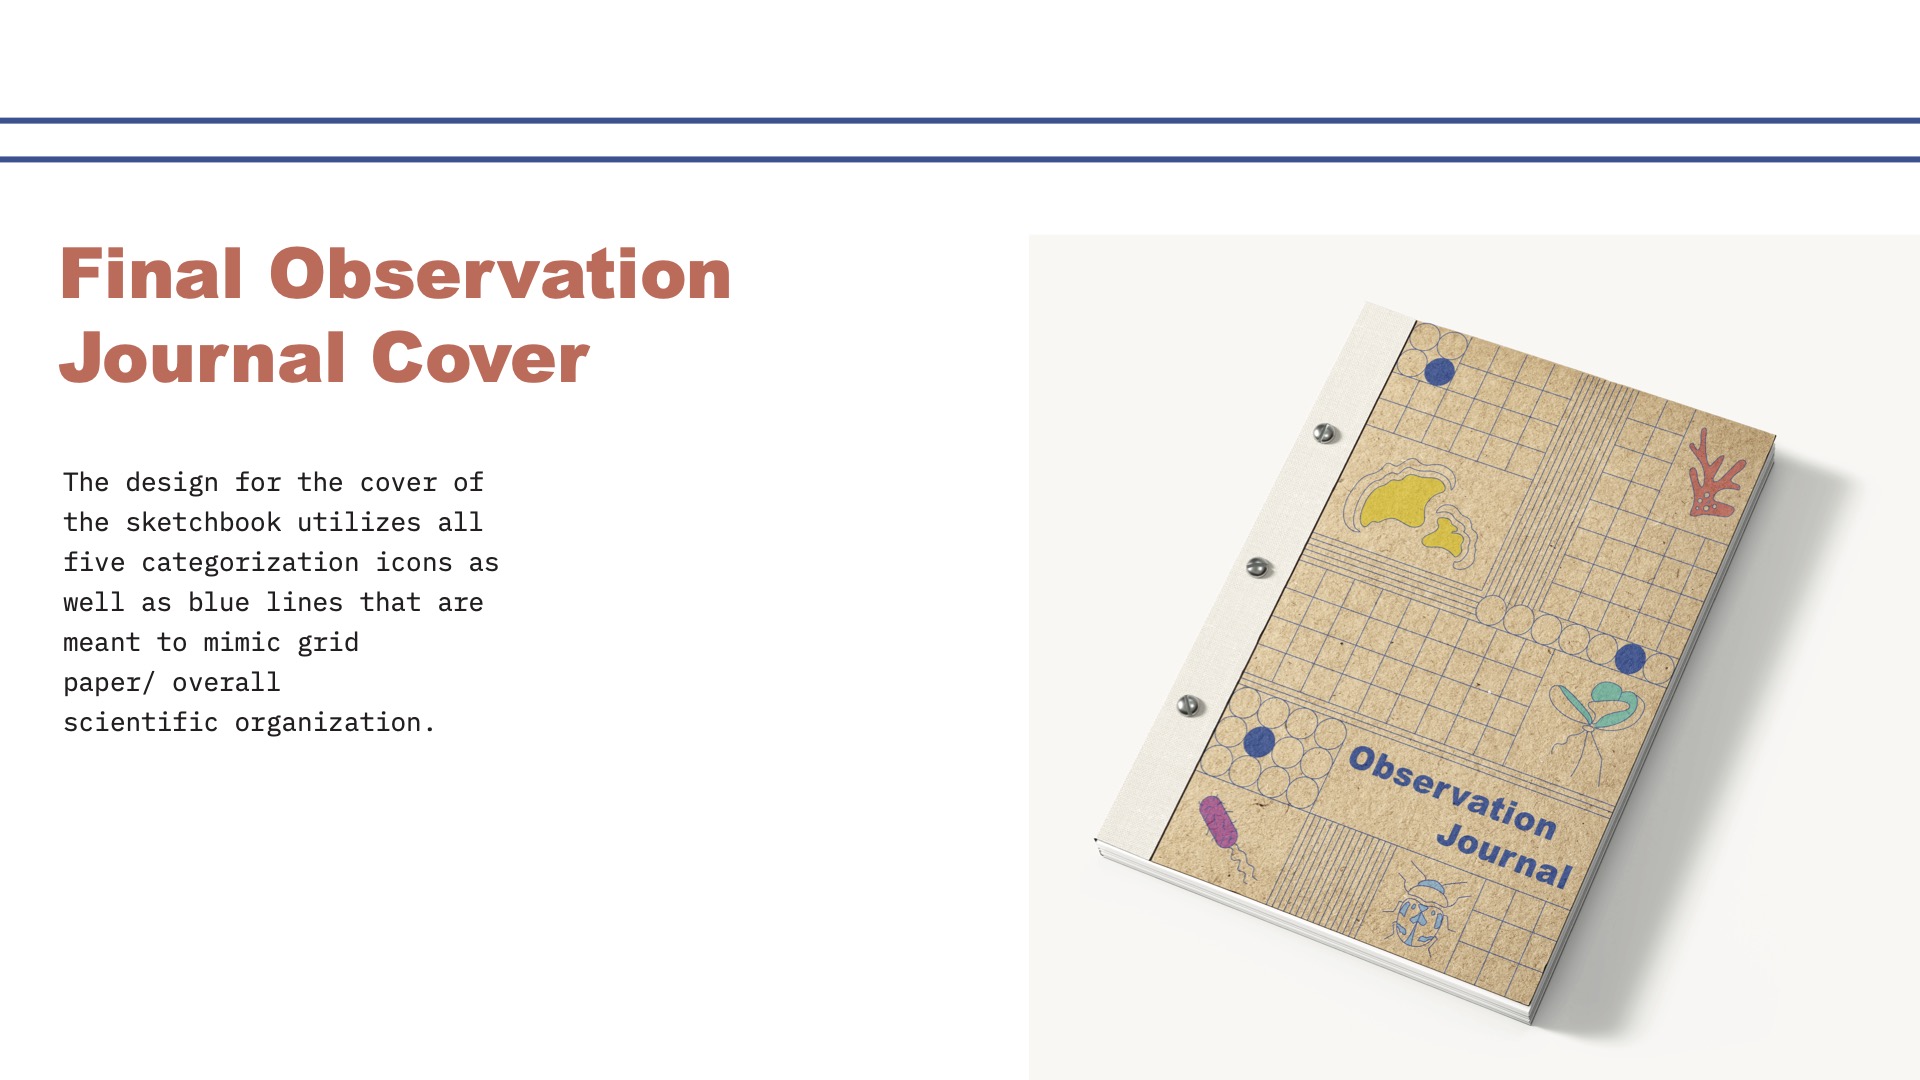 Final Observation
Journal Cover
The design for the cover of
the sketchbook utilizes all
five categorization icons as
well as blue lines that are
meant to mimic grid
paper/ overall
scientific organization.
Observation
Journal